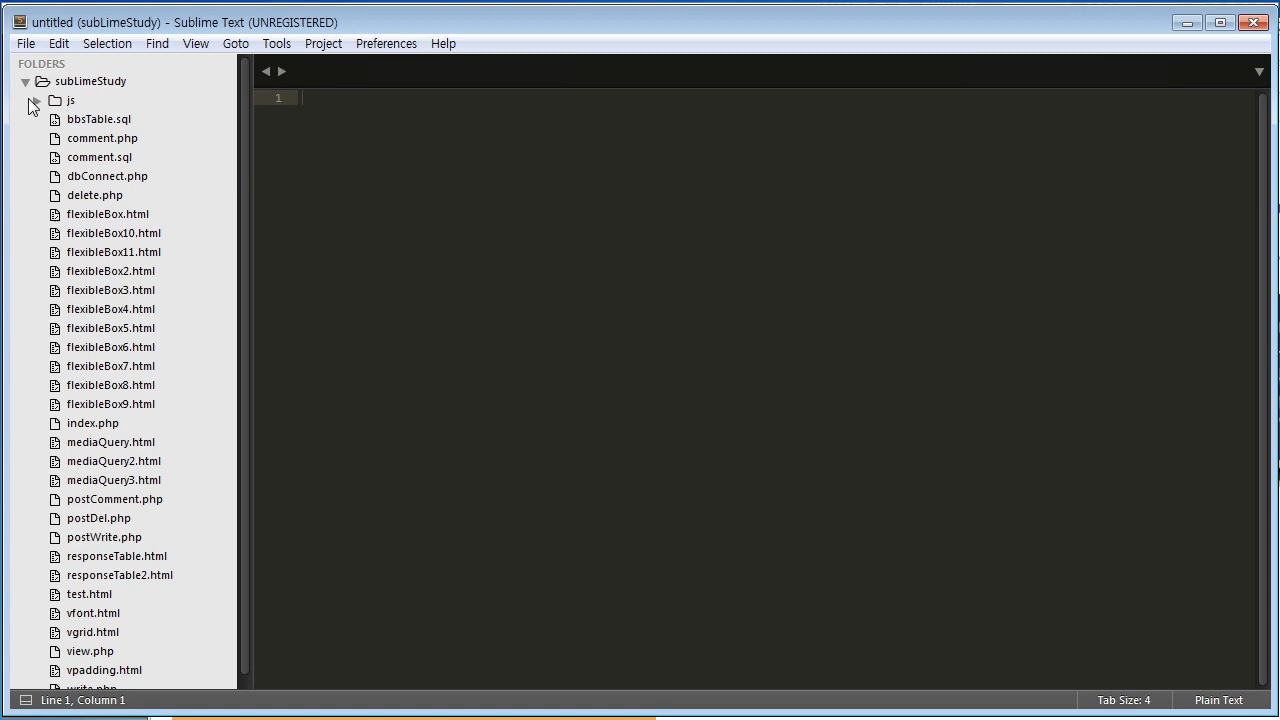 untitled (subLimeStudy) - Sublime Text (UNREGISTERED)
File Edit Selection Find View Goto Tools Project Preferences Help
FOLDERS
subLimeStudy
js
1
bbsTable.sql
comment.php
comment.sql
dbConnect.php
delete.php
flexibleBox.html
flexibleBox10.html
flexibleBox11.html
flexibleBox2.html
flexibleBox3.html
flexibleBox4.html
flexibleBox5.html
flexibleBox6.html
flexibleBox7.html
flexibleBox8.html
flexibleBox9.html
index.php
mediaQuery.html
mediaQuery2.html
mediaQuery3.html
postComment.php
postDel.php
postWrite.php
responseTable.html
responseTable2.html
test.html
vfont.html
vgrid.html
view.php
vpadding.html
write.php
Line 1, Column 1 Tab Size: 4 Plain Text